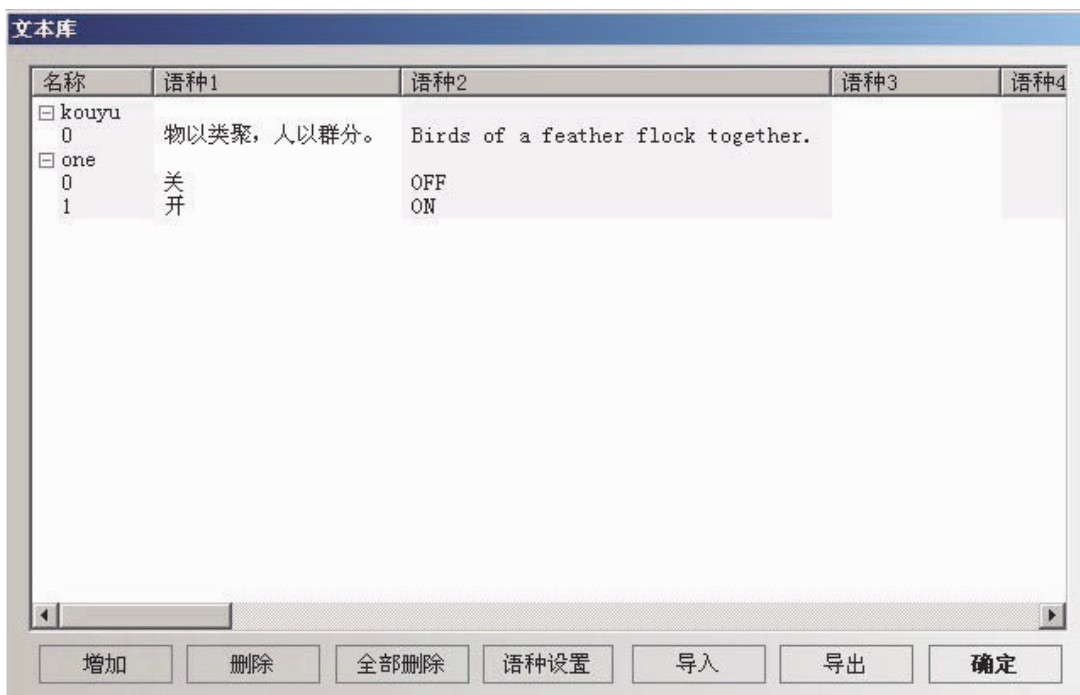 文本库
名称 语种1 语种2 语种3 语种4
kouyu
0 物以类聚，人以群分。 Birds of a feather flock together.
one
0 关 OFF
1 开 ON
增加 删除 全部删除 语种设置 导入 导出 确定